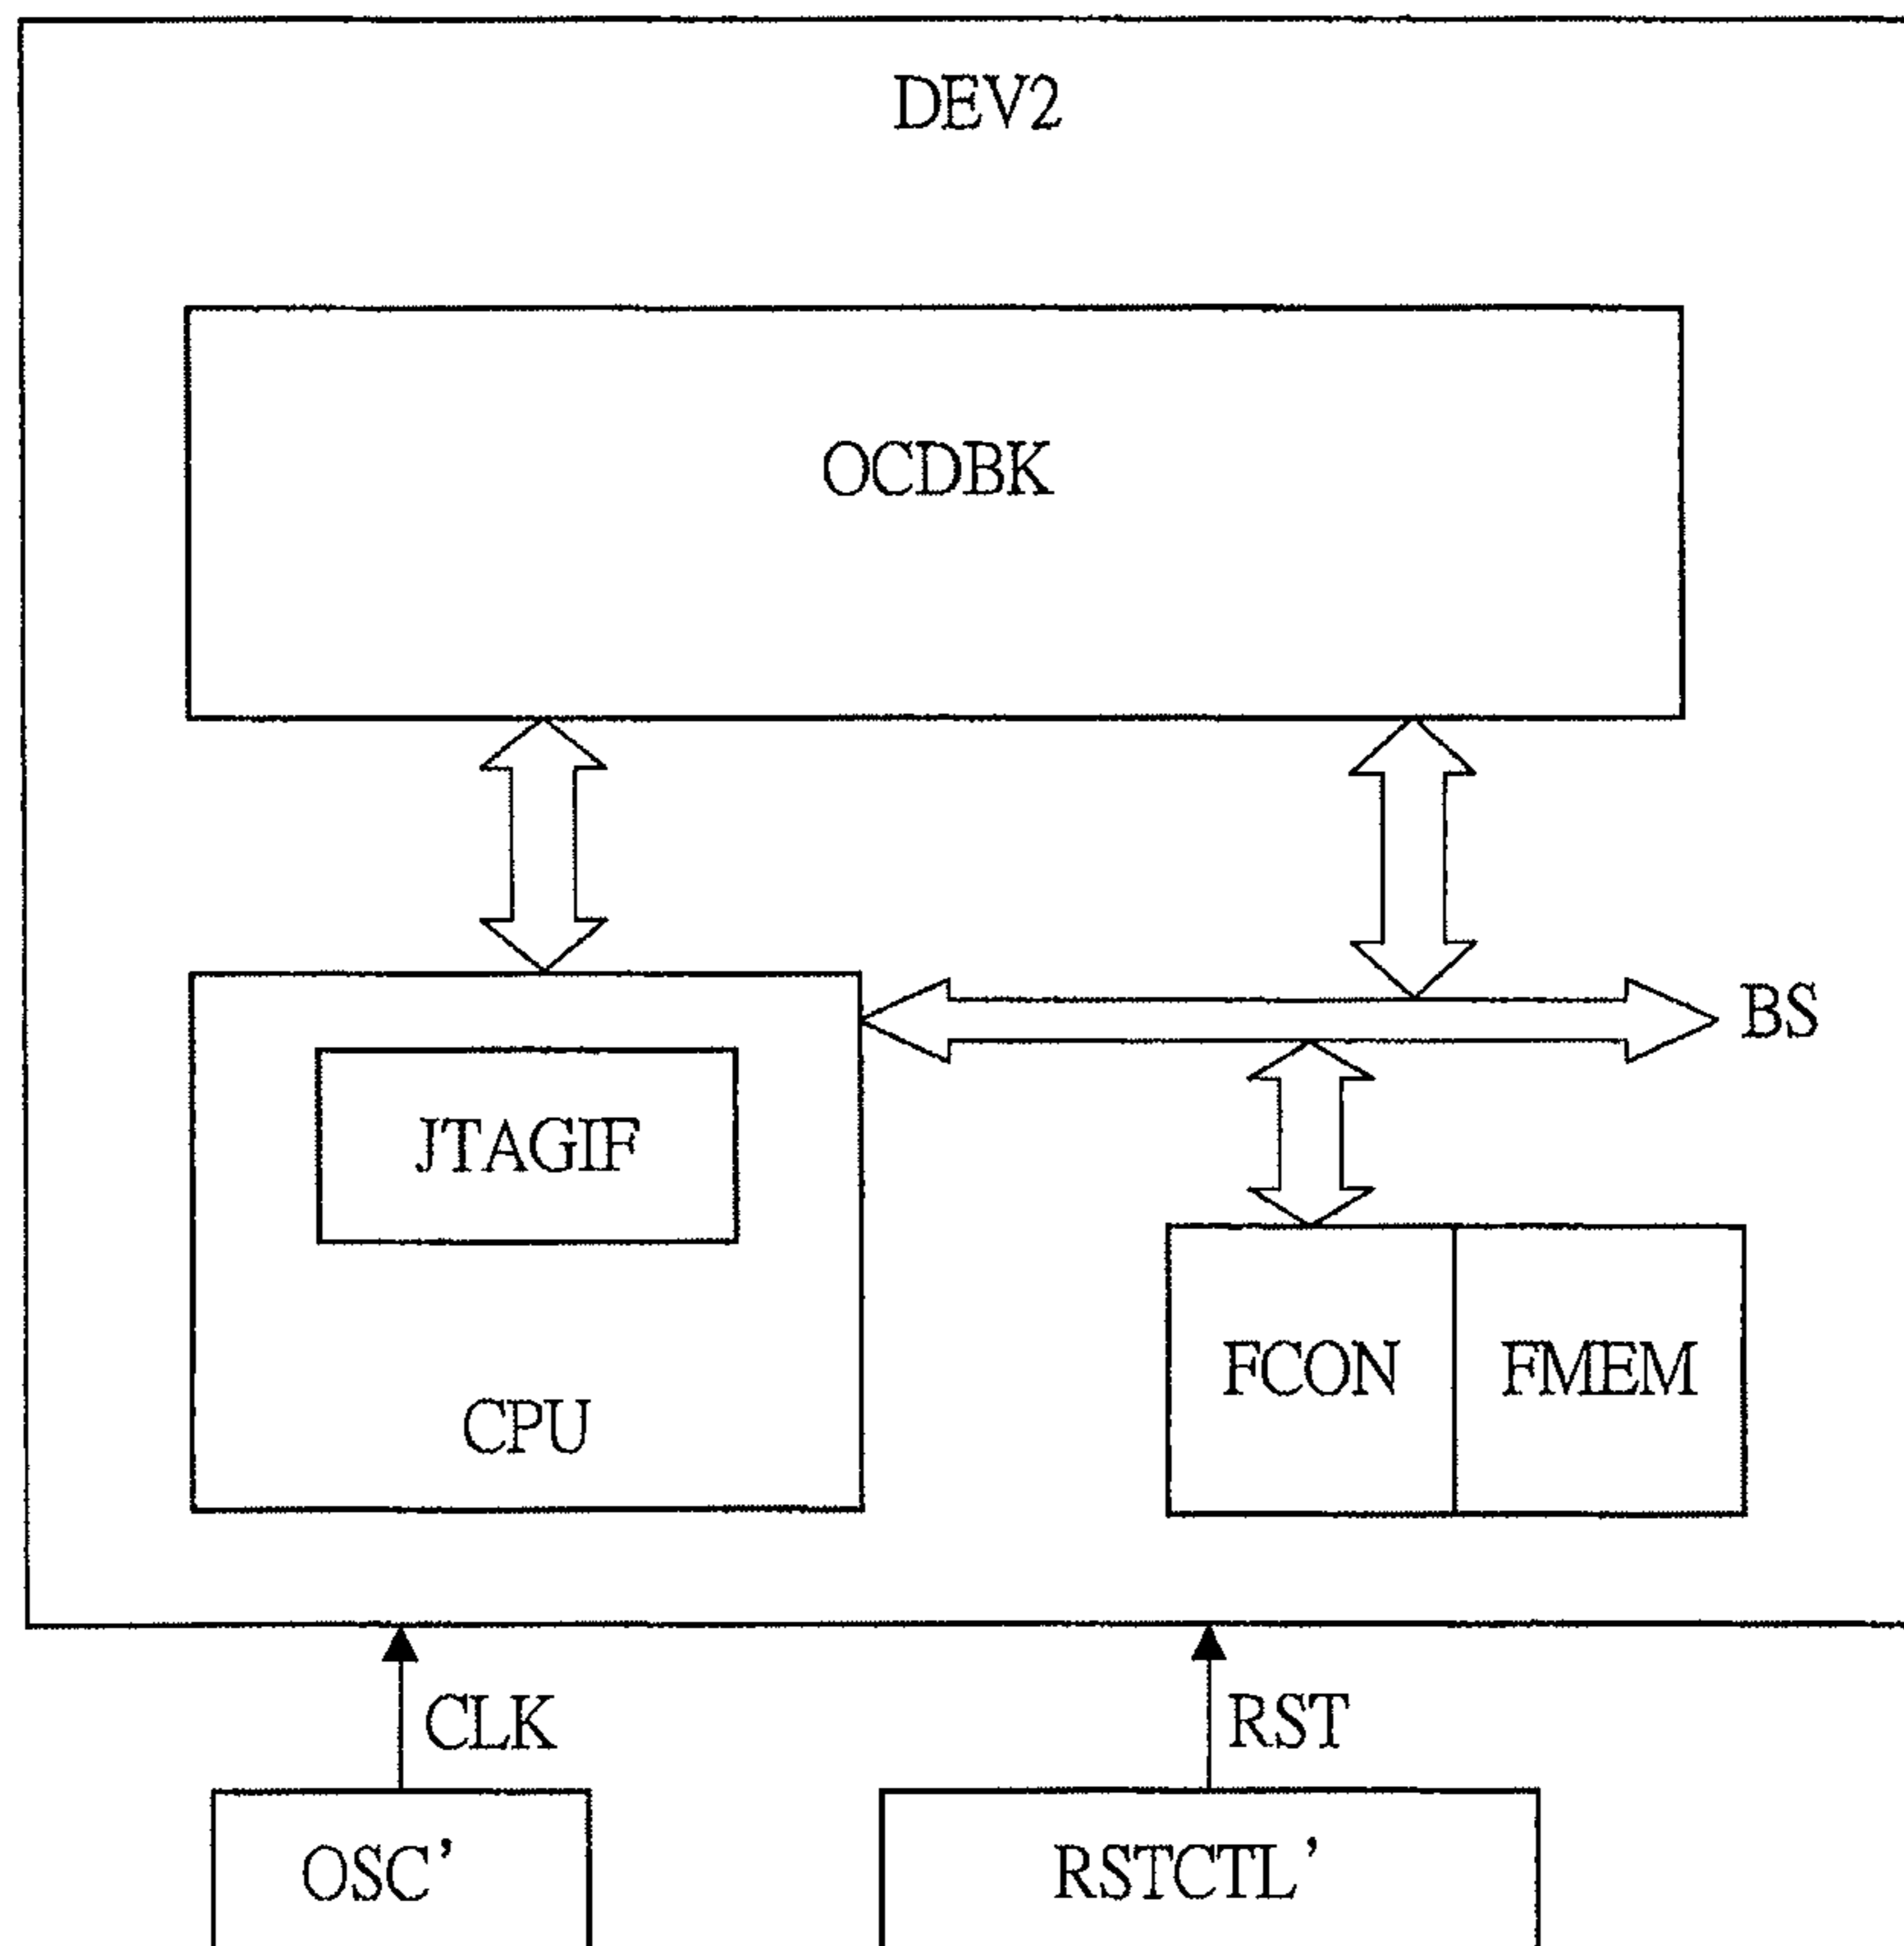 DEV2
OCDBK
BS
JTAGIF
CPU
FCON
FMEM
CLK
RST
OSC’
RSTCTL’